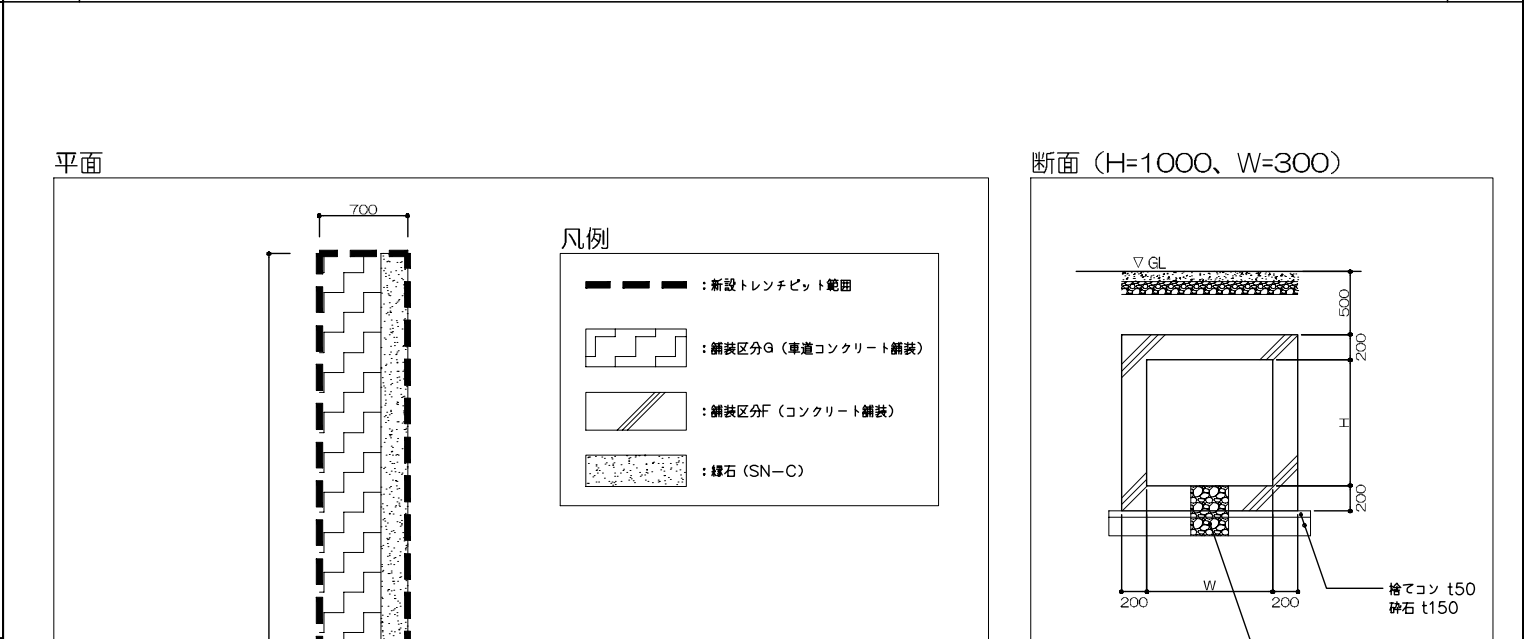 平面
700
凡例
：新設トレンチピット範囲
：舗装区分G（車道コンクリート舗装）
：舗装区分F（コンクリート舗装）
：縁石（SN－C）
断面（H=1000、W=300）
▽GL
500
200
H
200
W
200
200
捨てコン t50
砕石 t150